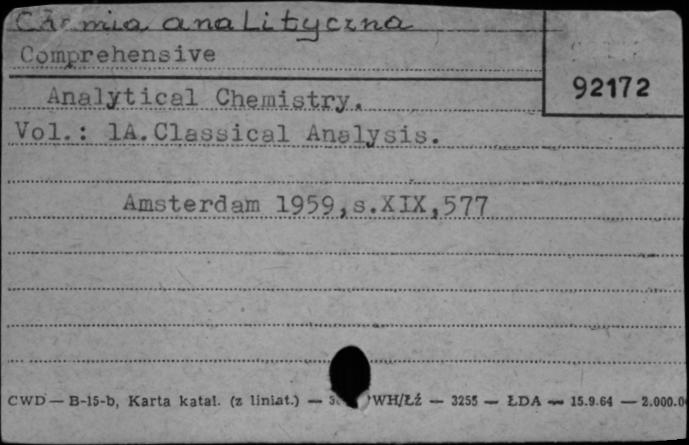 Chemia analityczna
Comprehensive
92172
Analytical Chemistry.
Vol.: 1A.Classical Analysis.
Amsterdam 1959,s.XIX,577
CWD — B-15-b, Karta katal. (z liniat.) — WH/Łź — 3255 — ŁDA — 15.9.64 — 2.000.0